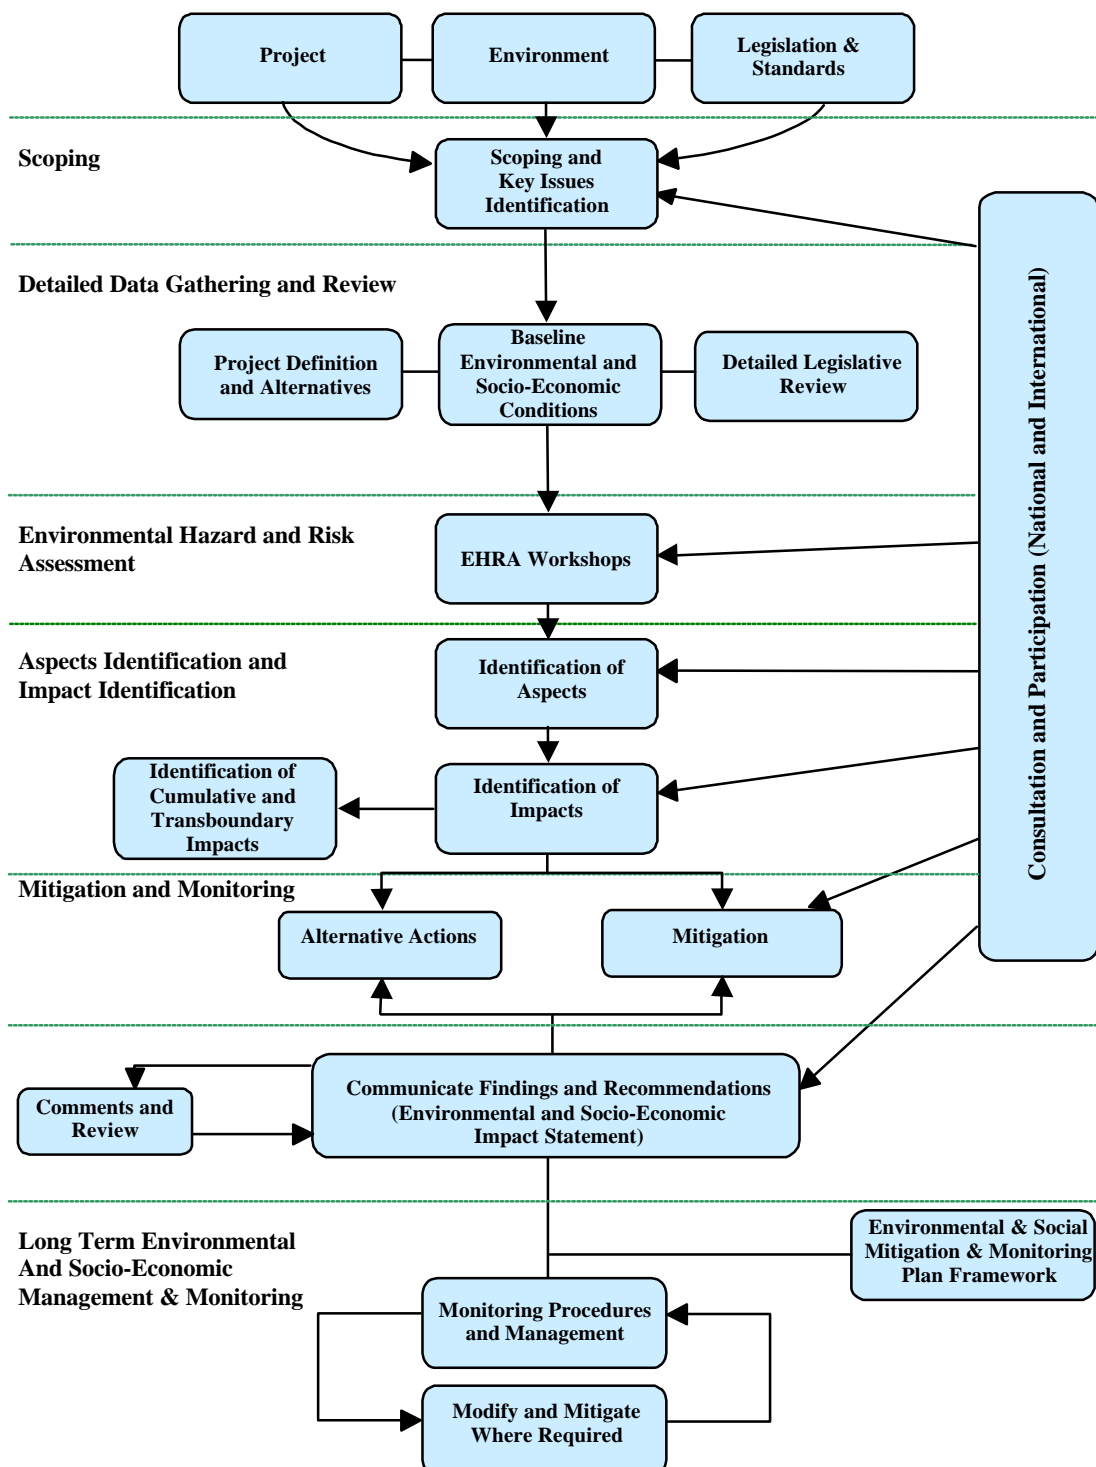 Project
Environment
Legislation &
Standards
Scoping
Scoping and
Key Issues
Identification
Detailed Data Gathering and Review
Project Definition
and Alternatives
Baseline
Environmental and
Socio-Economic
Conditions
Detailed Legislative
Review
Consultation and Participation (National and International)
Environmental Hazard and Risk
Assessment
EHRA Workshops
Aspects Identification and
Impact Identification
Identification of
Aspects
Identification of
Cumulative and
Transboundary
Impacts
Identification of
Impacts
Mitigation and Monitoring
Alternative Actions
Mitigation
Comments and
Review
Communicate Findings and Recommendations
(Environmental and Socio-Economic
Impact Statement)
Long Term Environmental
And Socio-Economic
Management & Monitoring
Environmental & Social
Mitigation & Monitoring
Plan Framework
Monitoring Procedures
and Management
Modify and Mitigate
Where Required